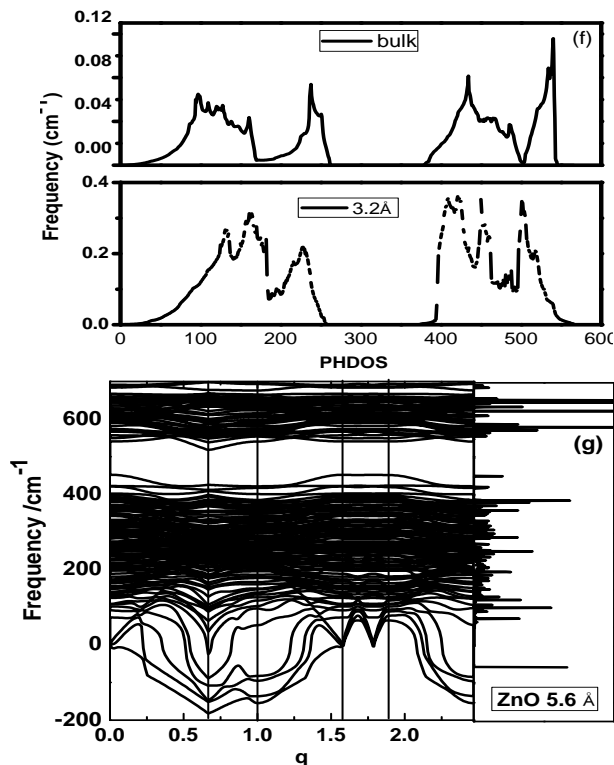 0.12
0.08
0.04
0.00
bulk
(f)
Frequency (cm⁻¹)
0.4
0.2
0.0
3.2Å
0 100 200 300 400 500 600
PHDOS
600
400
200
0
-200
Frequency /cm⁻¹
(g)
ZnO 5.6 Å
0.0 0.5 1.0 1.5 2.0
q